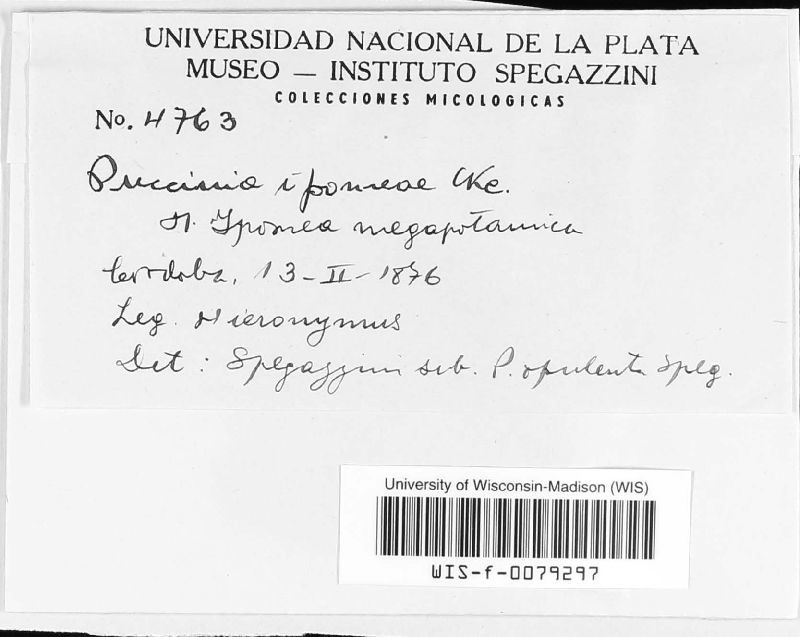 UNIVERSIDAD NACIONAL DE LA PLATA
MUSEO — INSTITUTO SPEGAZZINI
COLECCIONES MICOLOGICAS
No. 4763
Puccinia ipomeae Cke.
s. Ipomea megapotamica
Cordoba, 13-II-1876
Leg. Hieronymus
Det: Spegazzini sub. P. opulenta Speg.
University of Wisconsin-Madison (WIS)
WIS-f-0079297